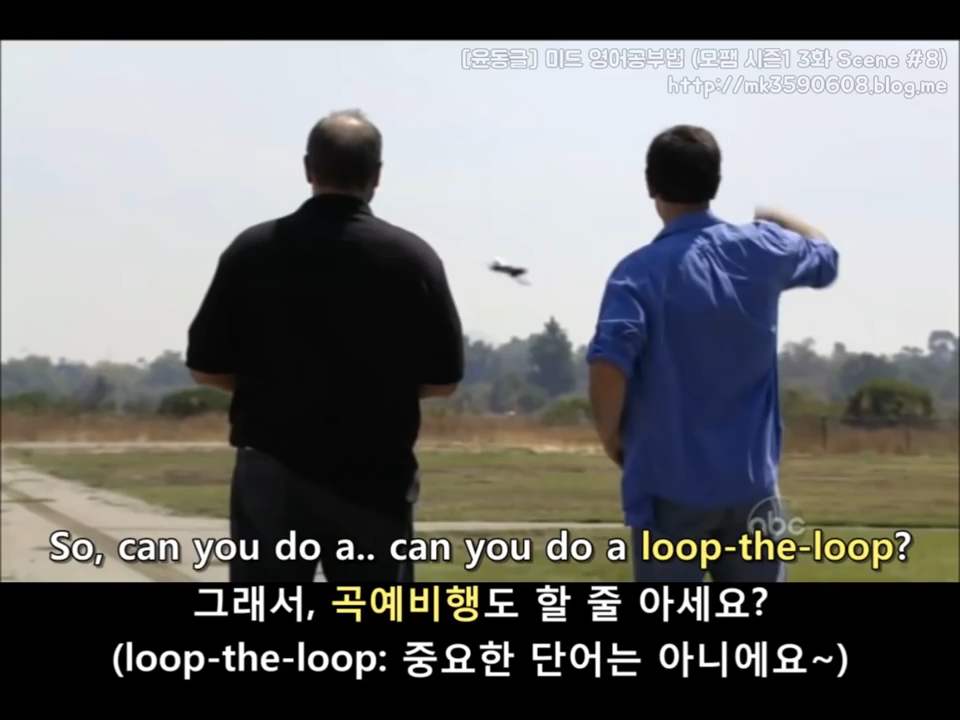 [윤동글] 미드 영어공부법 (모팸 시즌1 3화 Scene #8)
http://mk3590608.blog.me
abc
So, can you do a.. can you do a loop-the-loop?
그래서, 곡예비행도 할 줄 아세요?
(loop-the-loop: 중요한 단어는 아니에요~)